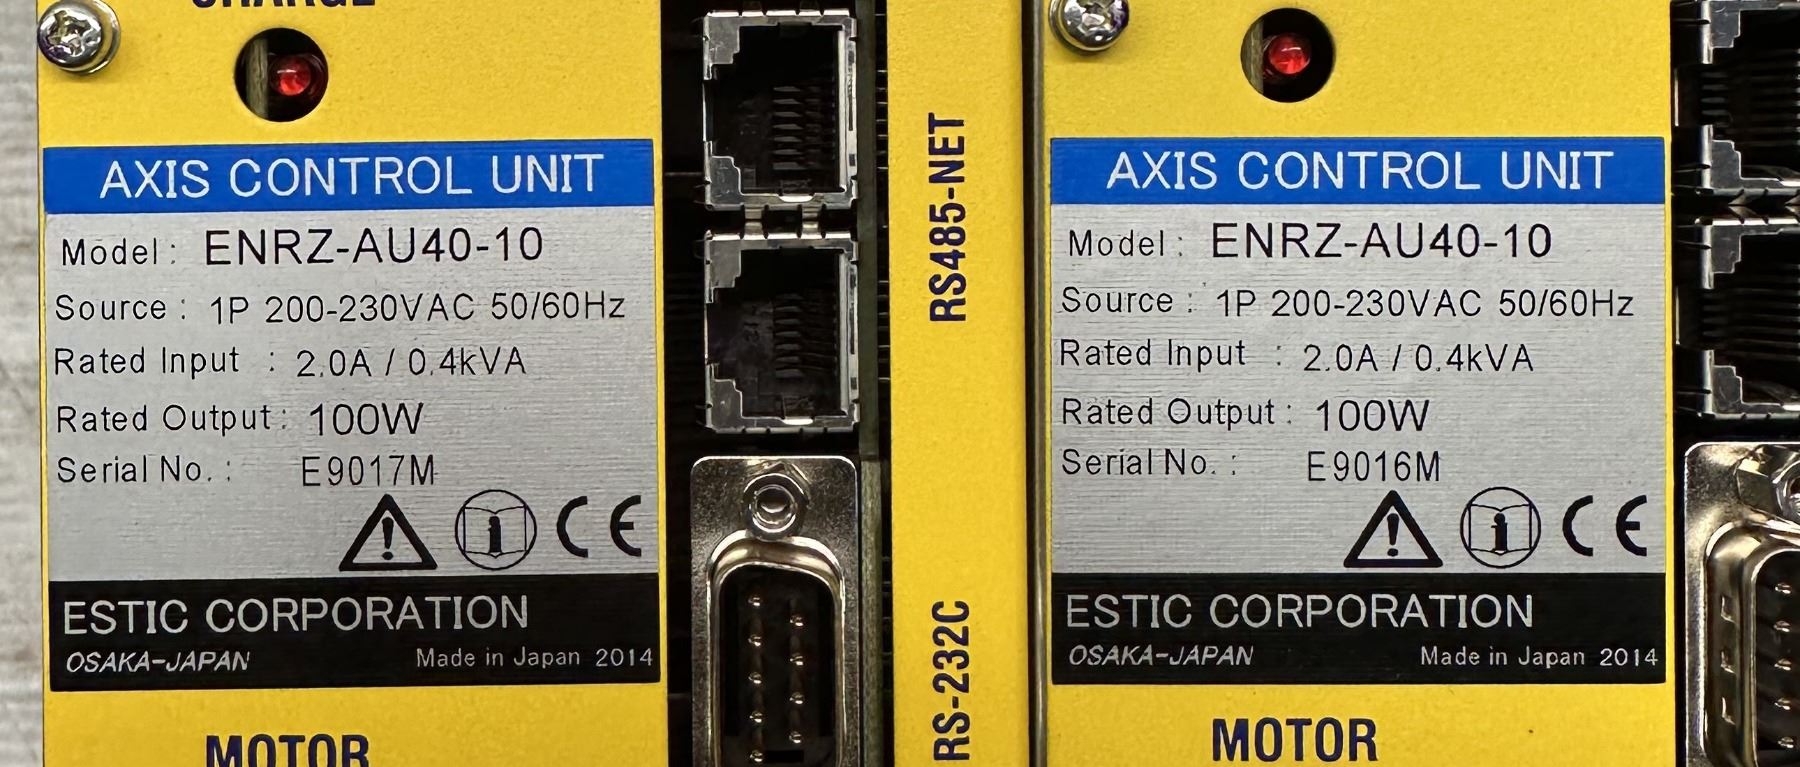 CHARGE
AXIS CONTROL UNIT
Model : ENRZ-AU40-10
Source : 1P 200-230VAC 50/60Hz
Rated Input : 2.0A / 0.4kVA
Rated Output : 100W
Serial No. : E9017M
CE
ESTIC CORPORATION
OSAKA-JAPAN Made in Japan 2014
MOTOR
RS485-NET
RS-232C
AXIS CONTROL UNIT
Model : ENRZ-AU40-10
Source : 1P 200-230VAC 50/60Hz
Rated Input : 2.0A / 0.4kVA
Rated Output : 100W
Serial No. : E9016M
CE
ESTIC CORPORATION
OSAKA-JAPAN Made in Japan 2014
MOTOR